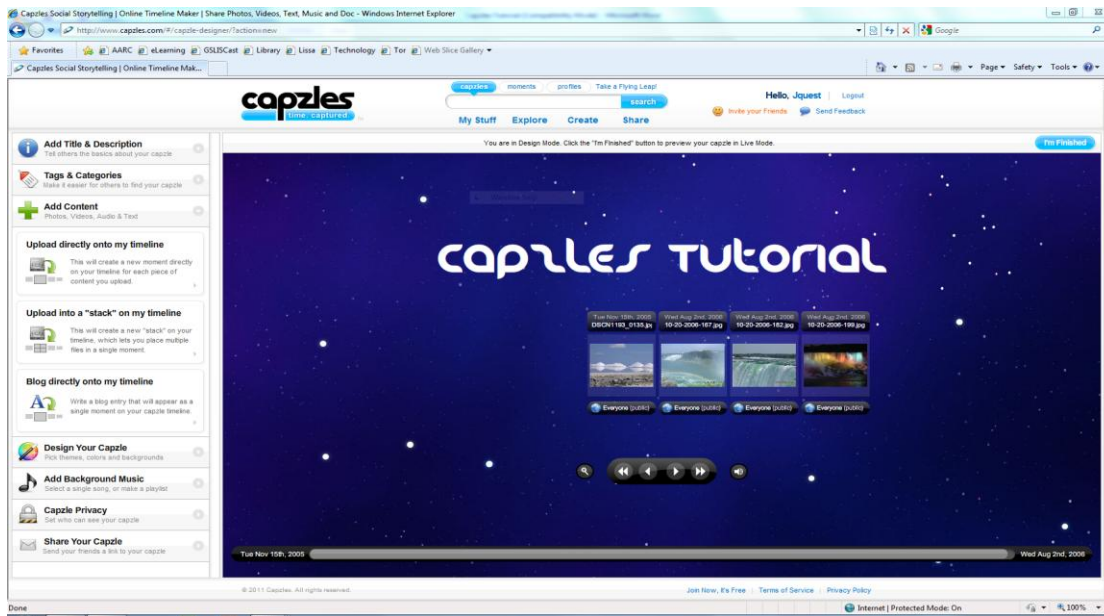 Capzles Social Storytelling | Online Timeline Maker | Share Photos, Videos, Text, Music and Doc - Windows Internet Explorer
http://www.capzles.com/#/capzle-designer/?action=new
Google
Favorites AARC eLearning GSLISCast Library Lissa Technology Tor Web Slice Gallery
Capzles Social Storytelling | Online Timeline Mak...
Page Safety Tools
capzles
time, captured.
capzles moments profiles Take a Flying Leap!
search
My Stuff Explore Create Share
Hello, Jquest Logout
Invite your Friends Send Feedback
You are in Design Mode. Click the "I'm Finished" button to preview your capzle in Live Mode.
I'm Finished
Add Title & Description
Tell others the basics about your capzle
Tags & Categories
Make it easier for others to find your capzle
Add Content
Photos, Videos, Audio & Text
Upload directly onto my timeline
This will create a new moment directly
on your timeline for each piece of
content you upload.
Upload into a "stack" on my timeline
This will create a new "stack" on your
timeline, which lets you place multiple
files in a single moment.
Blog directly onto my timeline
Write a blog entry that will appear as a
single moment on your capzle timeline.
Design Your Capzle
Pick themes, colors and backgrounds
Add Background Music
Select a single song, or make a playlist
Capzle Privacy
Set who can see your capzle
Share Your Capzle
Send your friends a link to your capzle
capzles Tutorial
Tue Nov 15th, 2005 Wed Aug 2nd, 2006 Wed Aug 2nd, 2006 Wed Aug 2nd, 2006
DSCN1193_0135.jpg 10-20-2006-167.jpg 10-20-2006-182.jpg 10-20-2006-199.jpg
Everyone (public) Everyone (public) Everyone (public) Everyone (public)
Tue Nov 15th, 2005 Wed Aug 2nd, 2006
© 2011 Capzles. All rights reserved.
Join Now, It's Free Terms of Service Privacy Policy
Done
Internet | Protected Mode: On
100%